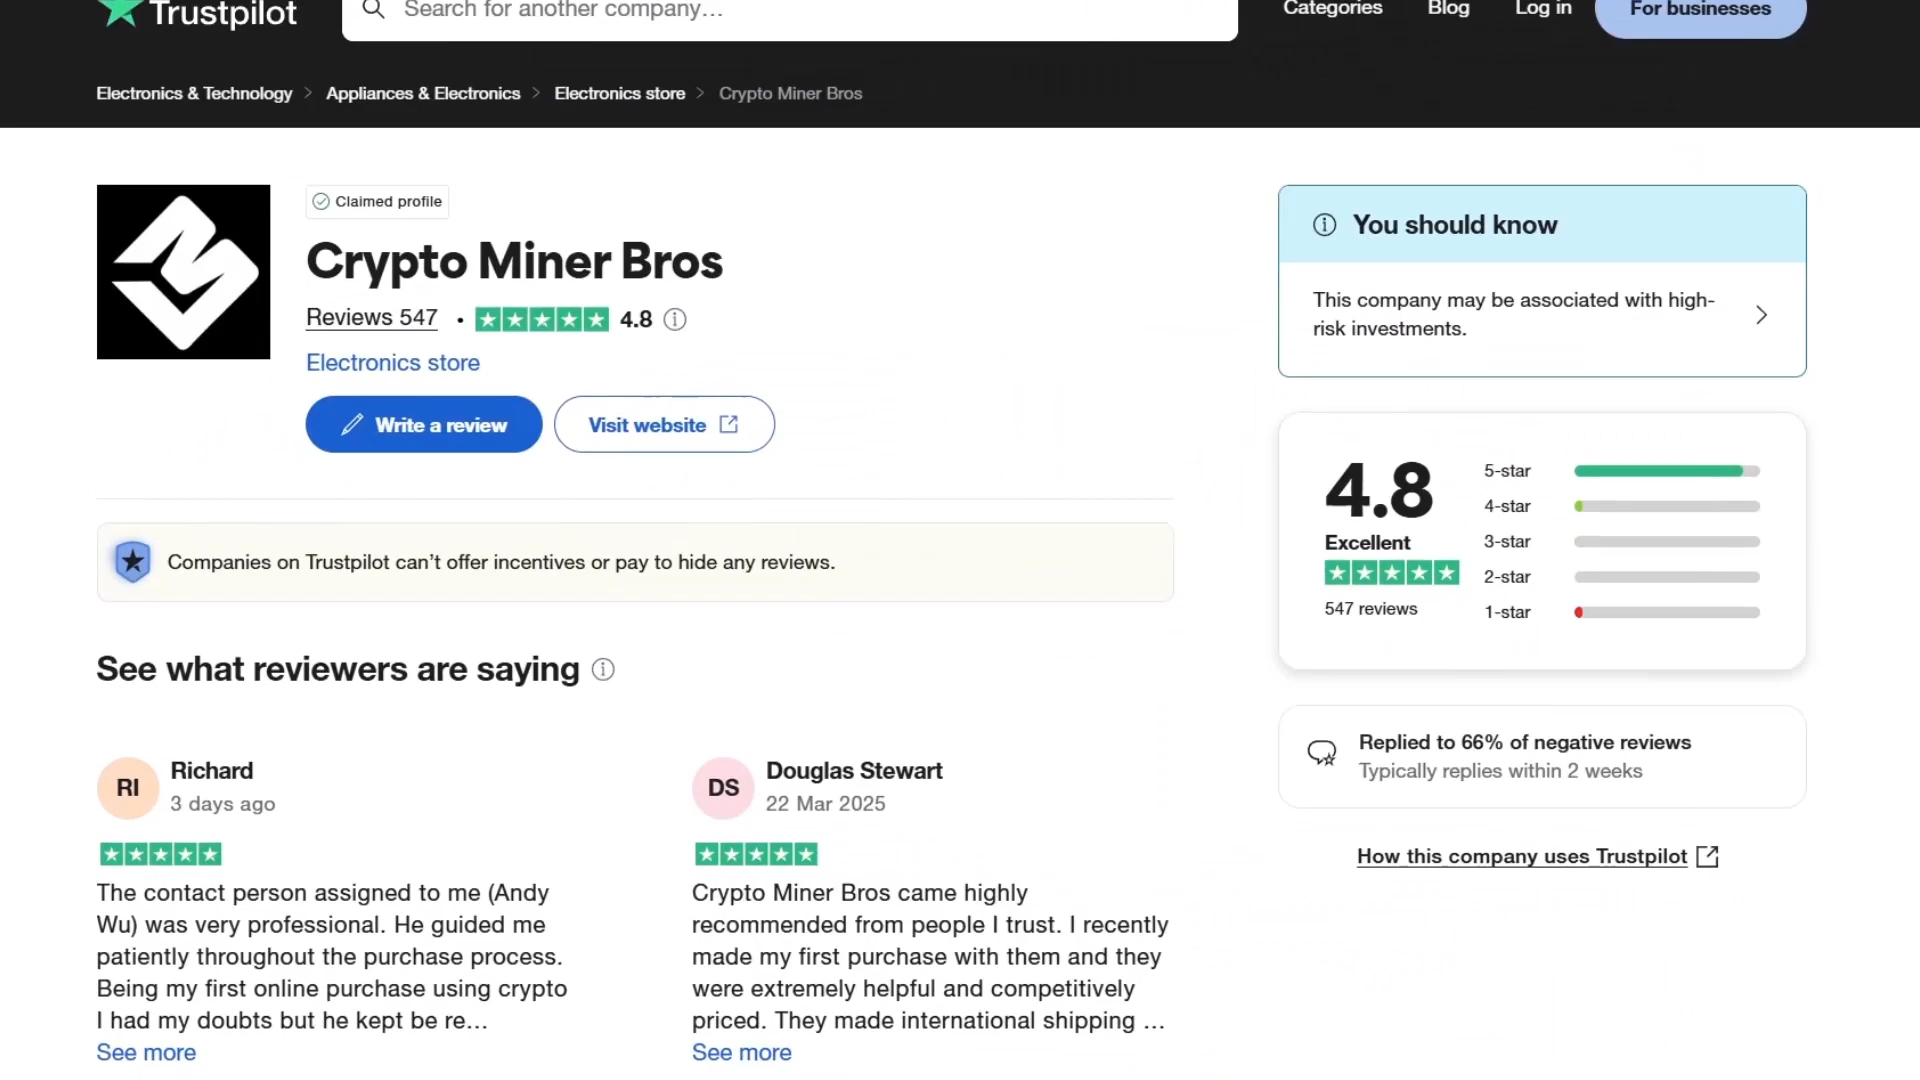 Trustpilot
Search for another company...
Categories
Blog
Log in
For businesses
Electronics & Technology > Appliances & Electronics > Electronics store > Crypto Miner Bros
Claimed profile
Crypto Miner Bros
Reviews 547 • 4.8
Electronics store
Write a review
Visit website
Companies on Trustpilot can't offer incentives or pay to hide any reviews.
See what reviewers are saying
RI
Richard
3 days ago
The contact person assigned to me (Andy
Wu) was very professional. He guided me
patiently throughout the purchase process.
Being my first online purchase using crypto
I had my doubts but he kept be re...
See more
DS
Douglas Stewart
22 Mar 2025
Crypto Miner Bros came highly
recommended from people I trust. I recently
made my first purchase with them and they
were extremely helpful and competitively
priced. They made international shipping ...
See more
You should know
This company may be associated with high-
risk investments.
4.8
Excellent
547 reviews
5-star
4-star
3-star
2-star
1-star
Replied to 66% of negative reviews
Typically replies within 2 weeks
How this company uses Trustpilot